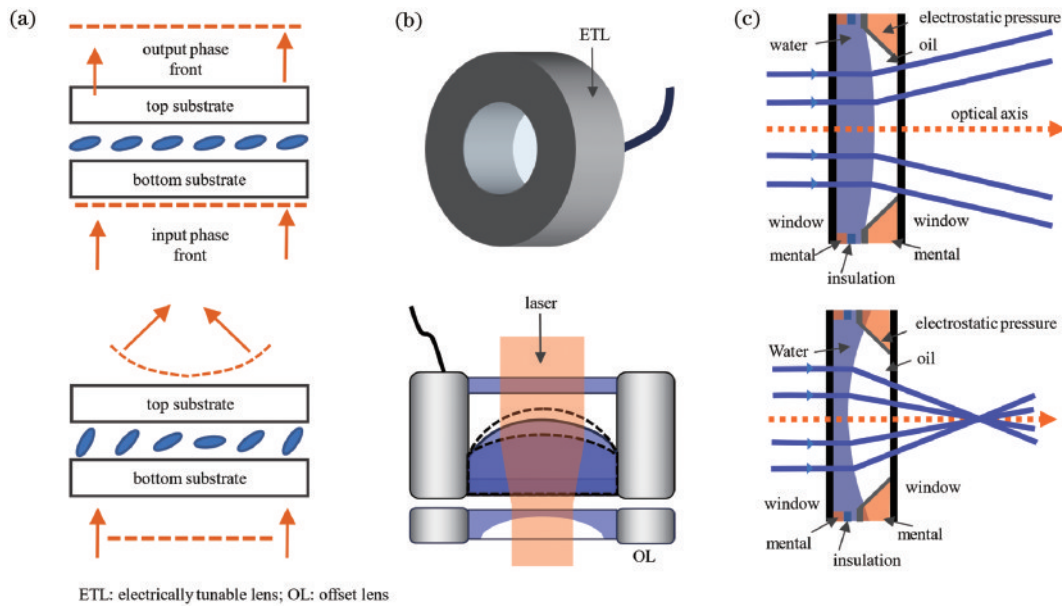 (a)
output phase
front
top substrate
bottom substrate
input phase
front
top substrate
bottom substrate
(b)
ETL
laser
OL
(c)
electrostatic pressure
water
oil
optical axis
window
window
mental
mental
insulation
electrostatic pressure
Water
oil
window
window
mental
mental
insulation
ETL: electrically tunable lens; OL: offset lens